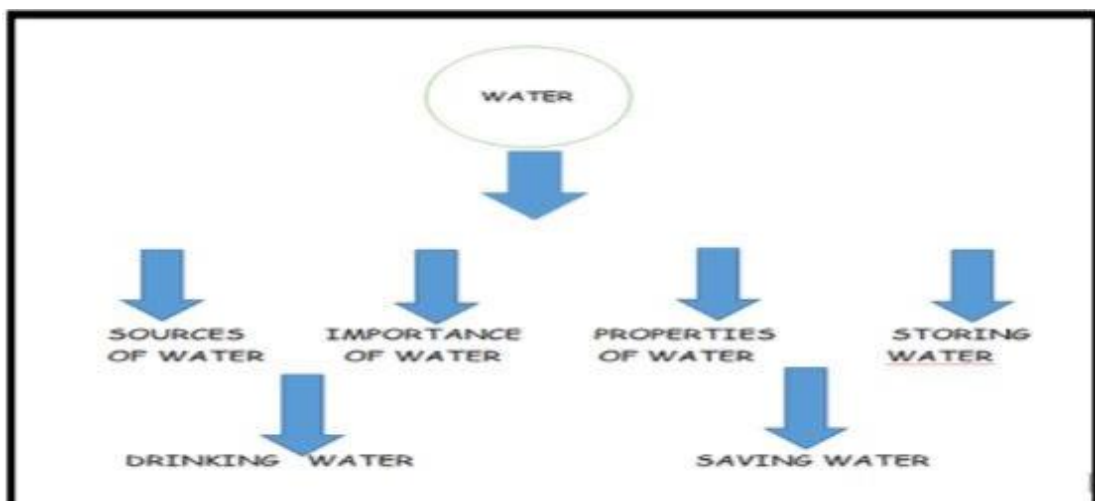 WATER
SOURCES IMPORTANCE PROPERTIES STORING
OF WATER OF WATER OF WATER WATER
DRINKING WATER SAVING WATER